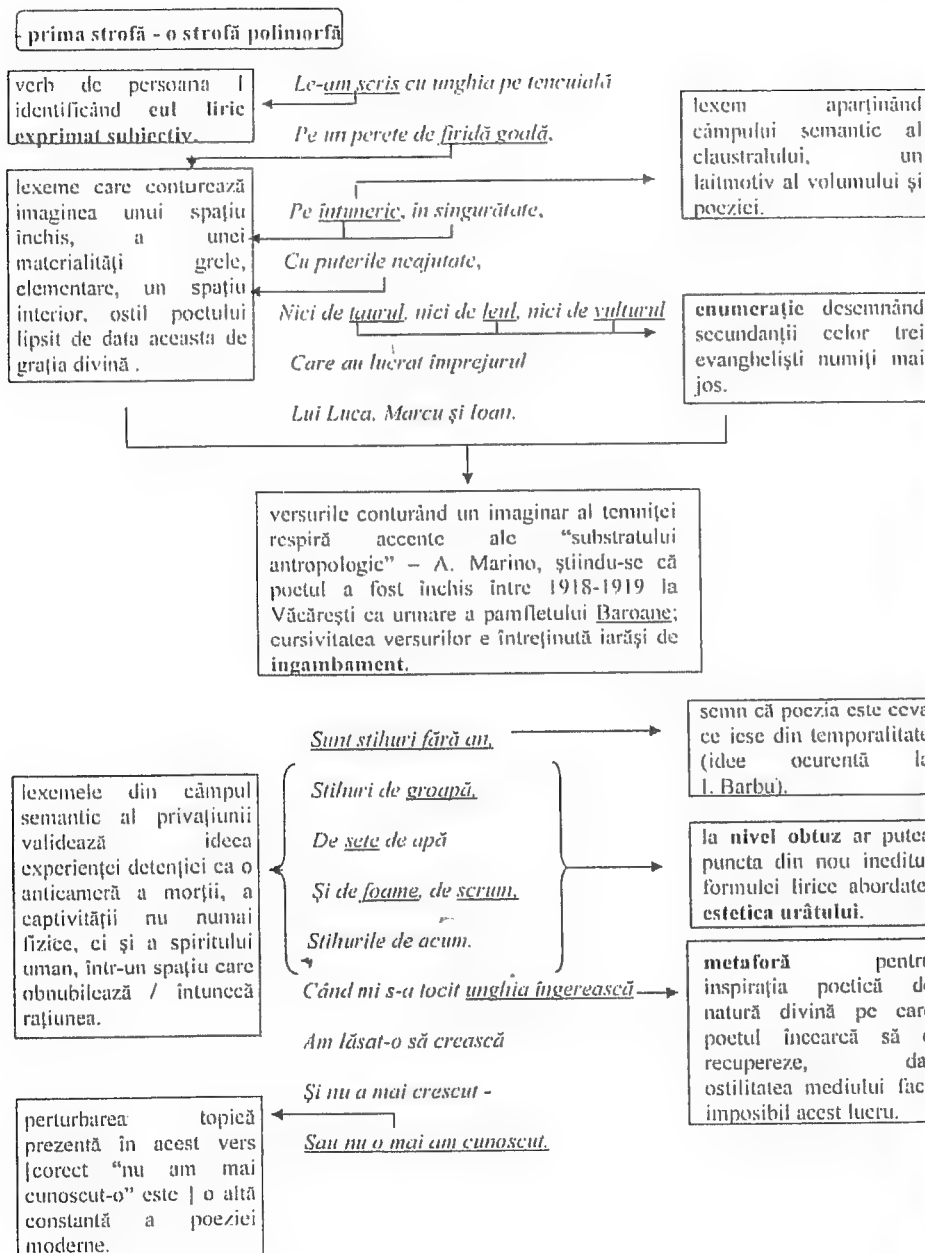 - prima strofă - o strofă polimorfă
verb de persoana I
identificând eul liric
exprimat subiectiv.
Le-am scris cu unghia pe tencuială
Pe un perete de firidă goală,
lexem aparţinând
câmpului semantic al
claustralului, un
laitmotiv al volumului şi
poeziei.
lexeme care conturează
imaginea unui spaţiu
închis, a unei
materialităţi grele,
elementare, un spaţiu
interior, ostil poetului
lipsit de data aceasta de
graţia divină .
Pe întuneric, în singurătate,
Cu puterile neajutate,
Nici de taurul, nici de leul, nici de vulturul
Care au lucrat împrejurul
Lui Luca, Marcu şi Ioan.
enumeraţie desemnând
secundanţii celor trei
evanghelişti numiţi mai
jos.
versurile conturând un imaginar al temniţei
respiră accente ale “substratului
antropologic” – A. Marino, ştiindu-se că
poetul a fost închis între 1918-1919 la
Văcăreşti ca urmare a pamfletului Baroane;
cursivitatea versurilor e întreţinută iarăşi de
ingambament.
Sunt stihuri fără an,
Stihuri de groapă,
De sete de apă
Şi de foame, de scrum,
Stihurile de acum.
Când mi s-a tocit unghia îngerească
Am lăsat-o să crească
Şi nu a mai crescut -
Sau nu o mai am cunoscut.
semn că poezia este ceva
ce iese din temporalitate
(idee ocurentă la
I. Barbu).
lexemele din câmpul
semantic al privaţiunii
validează ideea
experienţei detenţiei ca o
anticameră a morţii, a
captivităţii nu numai
fizice, ci şi a spiritului
uman, într-un spaţiu care
obnubilează / întunecă
raţiunea.
la nivel obtuz ar putea
puncta din nou ineditul
formulei lirice abordate
estetica urâtului.
metaforă pentru
inspiraţia poetică de
natură divină pe care
poetul încearcă să o
recupereze, da
ostilitatea mediului fac
imposibil acest lucru.
perturbarea topică
prezentă în acest vers
[corect “nu am mai
cunoscut-o” este ] o altă
constantă a poeziei
moderne.